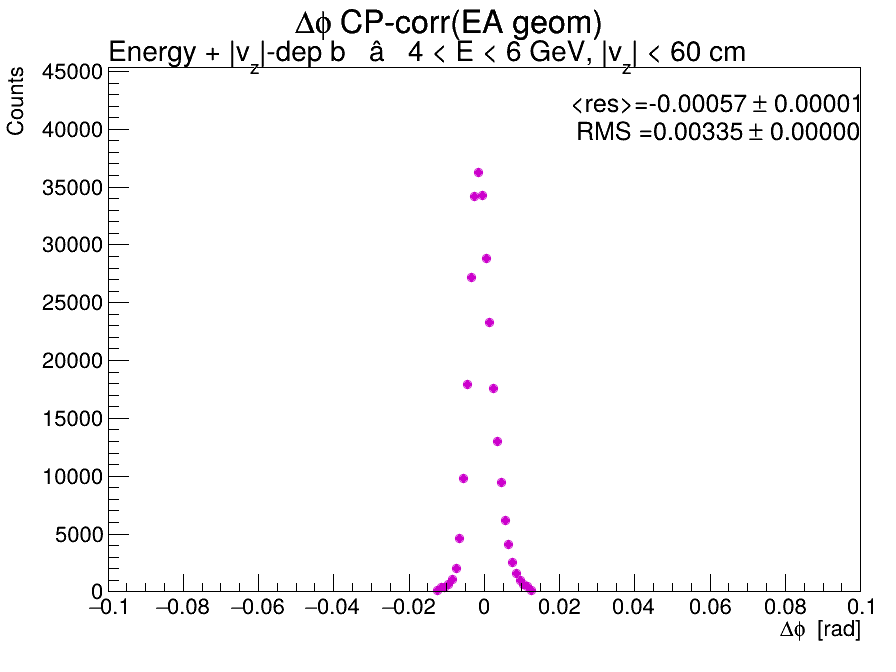 Δϕ CP-corr(EA geom)
Energy + |v_z|-dep b â 4 < E < 6 GeV, |v_z| < 60 cm
<res>=-0.00057 ± 0.00001
RMS =0.00335 ± 0.00000
Counts
45000
40000
35000
30000
25000
20000
15000
10000
5000
0
−0.1 −0.08 −0.06 −0.04 −0.02 0 0.02 0.04 0.06 0.08 0.1
Δϕ [rad]